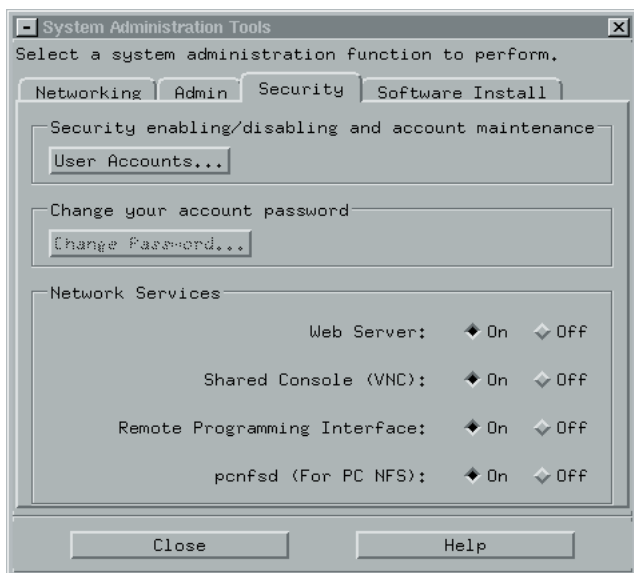 System Administration Tools
Select a system administration function to perform.
Networking Admin Security Software Install
Security enabling/disabling and account maintenance
User Accounts...
Change your account password
Change Password...
Network Services
Web Server: On Off
Shared Console (VNC): On Off
Remote Programming Interface: On Off
pcnfsd (For PC NFS): On Off
Close Help